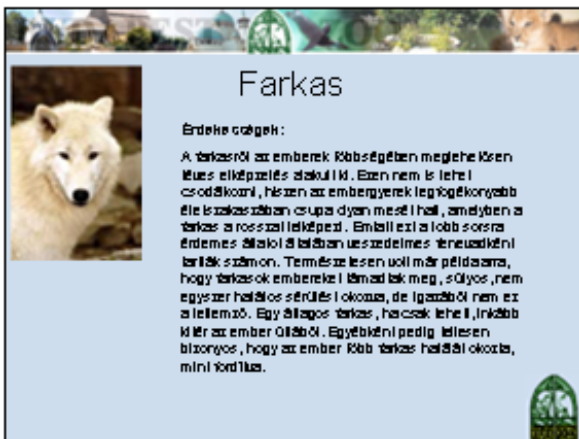 Farkas
Érdekességek:
A farkasról az emberek többségében meglehetősen
téves elképzelés alakul ki. Ezen nem is lehet
csodálkozni, hiszen az embergyerek legfogékonyabb
életszakaszában csupa olyan mesét hall, amelyben a
farkas a rosszat jelképezi. Emiatt ezt a jobb sorsra
érdemes állatot általában veszedelmes fenevadként
tartják számon. Természetesen volt már példa arra,
hogy farkasok embereket támadtak meg, súlyos, nem
egyszer halálos sérülést okozva, de igazából nem ez
a jellemző. Egy átlagos farkas, ha csak teheti, inkább
kitér az ember útjából. Egyébként pedig teljesen
bizonyos, hogy az ember több farkas halálát okozta,
mint fordítva.